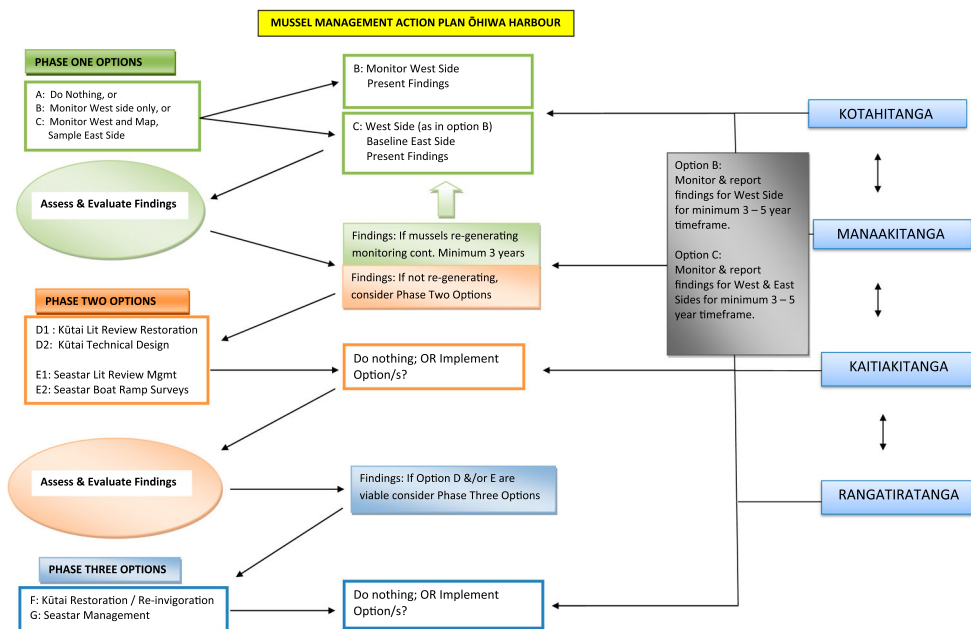 MUSSEL MANAGEMENT ACTION PLAN ŌHIWA HARBOUR
PHASE ONE OPTIONS
A: Do Nothing, or
B: Monitor West side only, or
C: Monitor West and Map,
Sample East Side
B: Monitor West Side
Present Findings
C: West Side (as in option B)
Baseline East Side
Present Findings
Assess & Evaluate Findings
Findings: If mussels re-generating
monitoring cont. Minimum 3 years
Findings: If not re-generating,
consider Phase Two Options
PHASE TWO OPTIONS
D1 : Kūtai Lit Review Restoration
D2: Kūtai Technical Design
E1: Seastar Lit Review Mgmt
E2: Seastar Boat Ramp Surveys
Do nothing; OR Implement
Option/s?
Assess & Evaluate Findings
Findings: If Option D &/or E are
viable consider Phase Three Options
PHASE THREE OPTIONS
F: Kūtai Restoration / Re-invigoration
G: Seastar Management
Do nothing; OR Implement
Option/s?
Option B:
Monitor & report
findings for West Side
for minimum 3 – 5 year
timeframe.
Option C:
Monitor & report
findings for West & East
Sides for minimum 3 – 5
year timeframe.
KOTAHITANGA
MANAAKITANGA
KAITIAKITANGA
RANGATIRATANGA